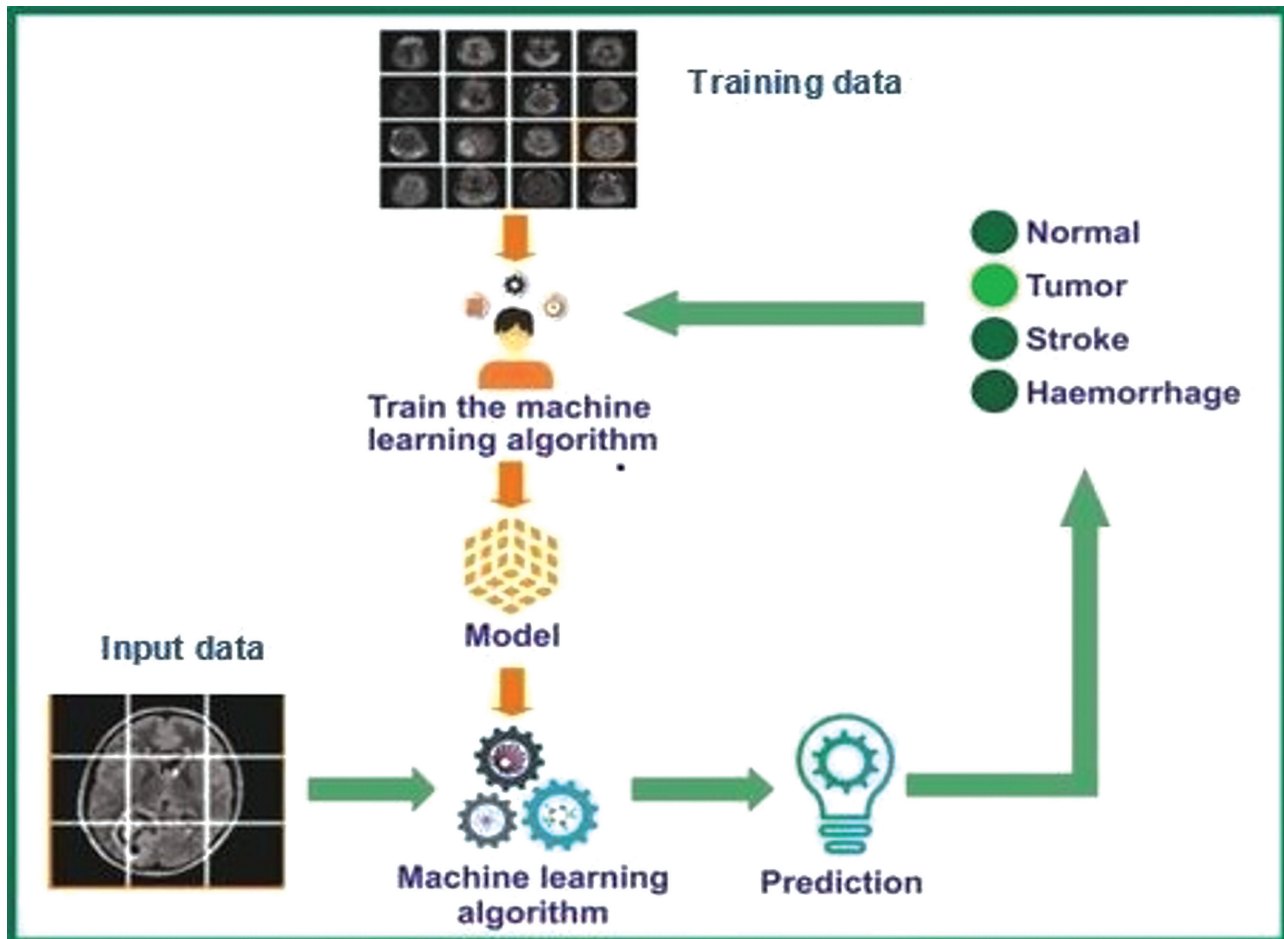 Training data
Normal
Tumor
Stroke
Haemorrhage
Train the machine
learning algorithm
Model
Input data
Machine learning
algorithm
Prediction